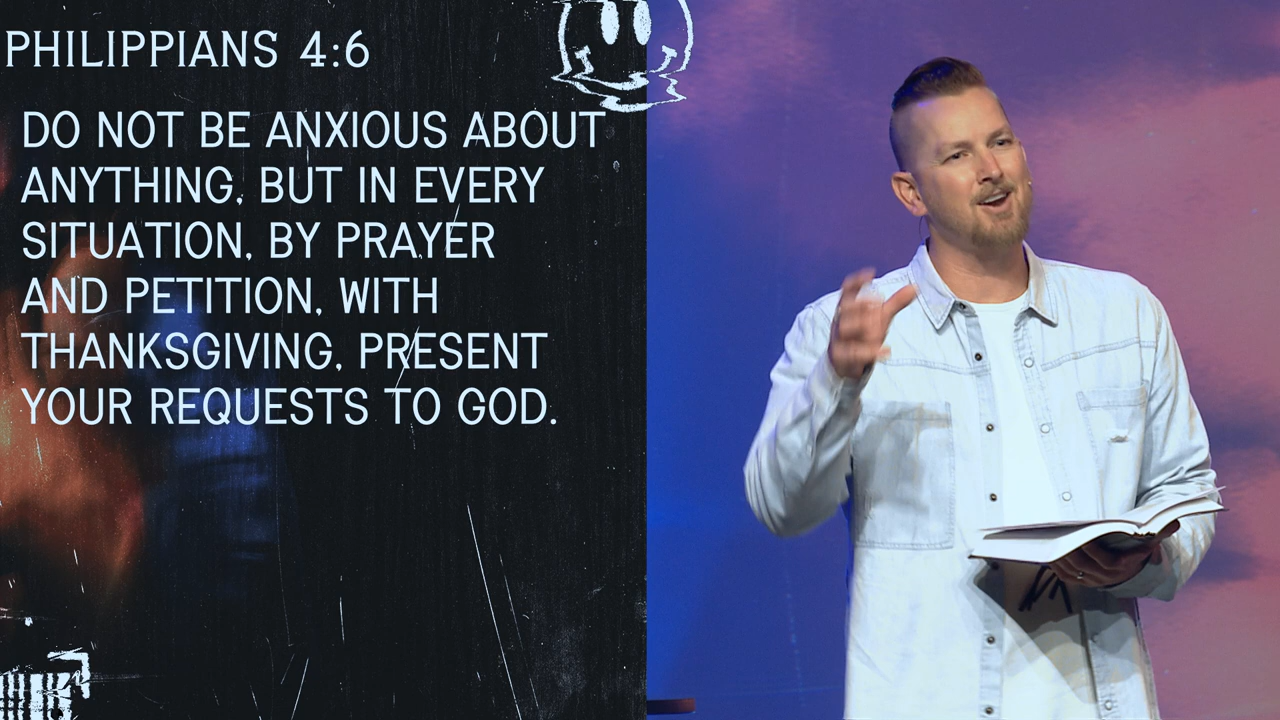 PHILIPPIANS 4:6
DO NOT BE ANXIOUS ABOUT
ANYTHING, BUT IN EVERY
SITUATION, BY PRAYER
AND PETITION, WITH
THANKSGIVING, PRESENT
YOUR REQUESTS TO GOD.